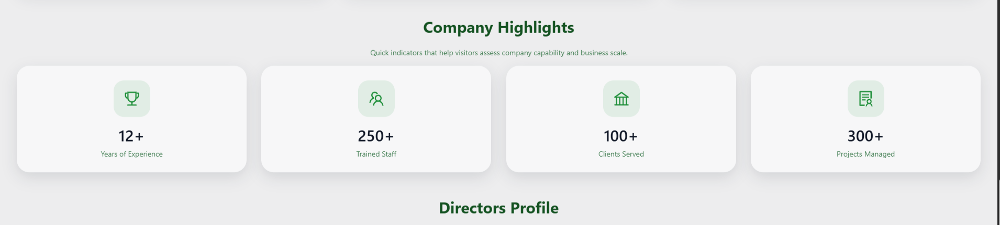 Company Highlights
Quick indicators that help visitors assess company capability and business scale.
12+
Years of Experience
250+
Trained Staff
100+
Clients Served
300+
Projects Managed
Directors Profile